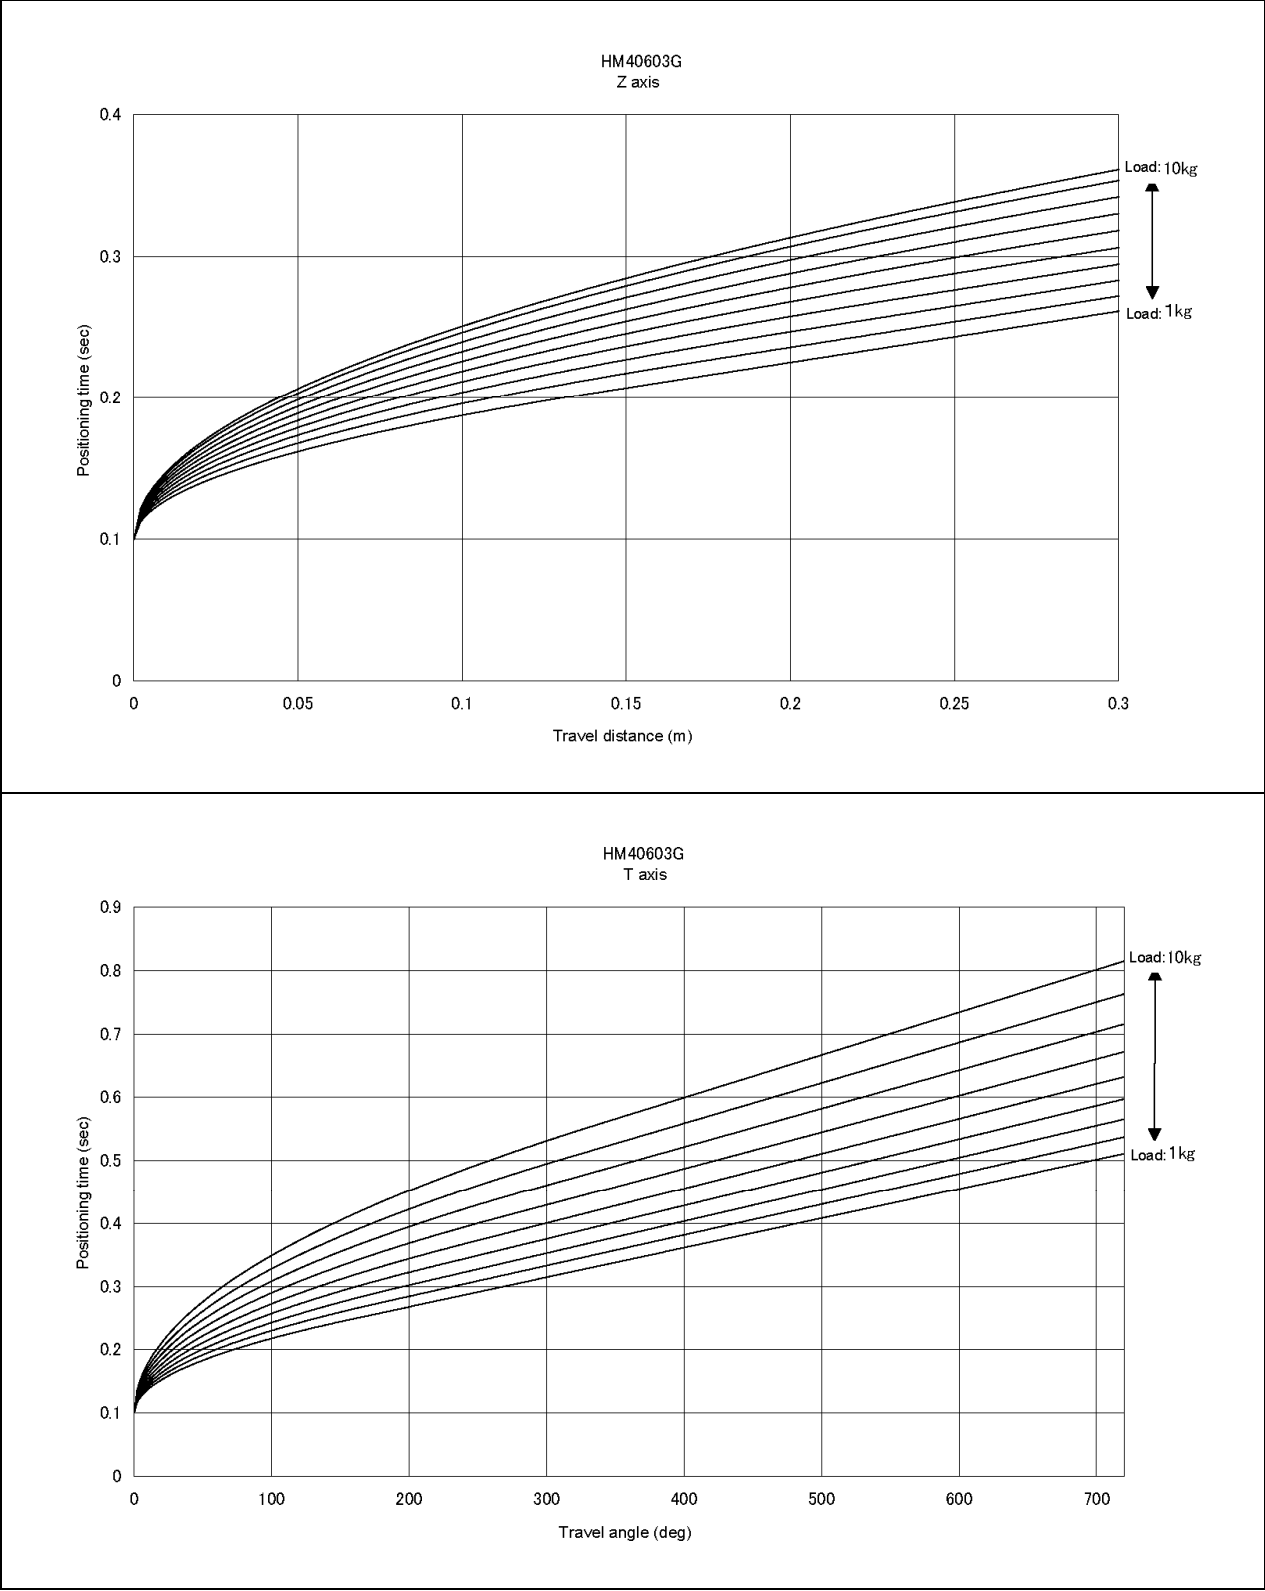 HM40603G
Z axis
0.4
0.3
0.2
0.1
0
Positioning time (sec)
Load: 10kg
Load: 1kg
0 0.05 0.1 0.15 0.2 0.25 0.3
Travel distance (m)
HM40603G
T axis
0.9
0.8
0.7
0.6
0.5
0.4
0.3
0.2
0.1
0
Positioning time (sec)
Load: 10kg
Load: 1kg
0 100 200 300 400 500 600 700
Travel angle (deg)